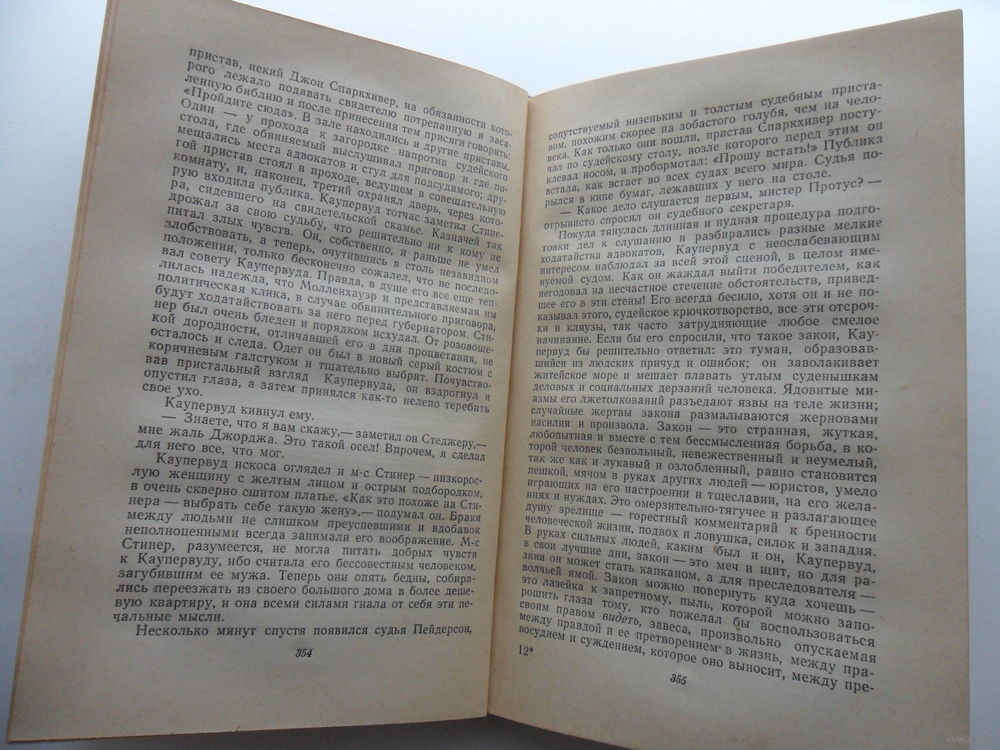 пристав, некий Джон Спаркхивер, на обязанности кото-
рого лежало подавать свидетелю потрепанную и заса-
ленную библию и после принесения тем присяги говорить:
«Пройдите сюда». В зале находились и другие приставы.
Один — у прохода к загородке напротив судейского
стола, где обвиняемый выслушивал приговор и где по-
мещались места адвокатов и стул для подсудимого; дру-
гой пристав стоял в проходе, ведущем в совещательную
комнату, и, наконец, третий охранял дверь, через кото-
рую входила публика. Каупервуд тотчас заметил Стине-
ра, сидевшего на свидетельской скамье. Казначей так
дрожал за свою судьбу, что решительно ни к кому не
питал злых чувств. Он, собственно, и раньше не умел
злобствовать, а теперь, очутившись в столь незавидном
положении, только бесконечно сожалел, что не последо-
вал совету Каупервуда. Правда, в душе его все еще теп-
лилась надежда, что Молленхауэр и представляемая им
политическая клика, в случае обвинительного приговора,
будут ходатайствовать за него перед губернатором. Сти-
нер был очень бледен и порядком исхудал. От розовоще-
кой дородности, отличавшей его в дни процветания, не
осталось и следа. Одет он был в новый серый костюм с
коричневым галстуком и тщательно выбрит. Почувство-
вав пристальный взгляд Каупервуда, он вздрогнул и
опустил глаза, а затем принялся как-то нелепо теребить
свое ухо.
Каупервуд кивнул ему.
— Знаете, что я вам скажу,— заметил он Стеджеру,—
мне жаль Джорджа. Это такой осел! Впрочем, я сделал
для него все, что мог.
Каупервуд искоса оглядел и м-с Стинер — низкорос-
лую женщину с желтым лицом и острым подбородком,
в очень скверно сшитом платье. «Как это похоже на Сти-
нера — выбрать себе такую жену»,— подумал он. Браки
между людьми не слишком преуспевшими и вдобавок
неполноценными всегда занимали его воображение. М-с
Стинер, разумеется, не могла питать добрых чувств
к Каупервуду, ибо считала его бессовестным человеком,
загубившим ее мужа. Теперь они опять бедны, собира-
лись переезжать из своего большого дома в более деше-
вую квартиру, и она всеми силами гнала от себя эти пе-
чальные мысли.
Несколько минут спустя появился судья Пейдерсон,
354
сопутствуемый низеньким и толстым судебным приста-
вом, похожим скорее на зобастого голубя, чем на чело-
века. Как только они вошли, пристав Спаркхивер посту-
чал по судейскому столу, возле которого перед этим он
клевал носом, и пробормотал: «Прошу встать!» Публика
встала, как встает во всех судах всего мира. Судья по-
рылся в кипе бумаг, лежавших у него на столе.
— Какое дело слушается первым, мистер Протус? —
отрывисто спросил он судебного секретаря.
Покуда тянулась длинная и нудная процедура подго-
товки дел к слушанию и разбирались разные мелкие
ходатайства адвокатов, Каупервуд с неослабевающим
интересом наблюдал за всей этой сценой, в целом име-
нуемой судом. Как он жаждал выйти победителем, как
негодовал на несчастное стечение обстоятельств, привед-
шее его в эти стены! Его всегда бесило, хотя он и не по-
казывал этого, судейское крючкотворство, все эти отсроч-
ки и кляузы, так часто затрудняющие любое смелое
начинание. Если бы его спросили, что такое закон, Кау-
первуд бы решительно ответил: это туман, образовав-
шийся из людских причуд и ошибок; он заволакивает
житейское море и мешает плавать утлым суденышкам
деловых и социальных дерзаний человека. Ядовитые ми-
азмы его лжетолкований разъедают язвы на теле жизни;
случайные жертвы закона размалываются жерновами
насилия и произвола. Закон — это странная, жуткая,
любопытная и вместе с тем бессмысленная борьба, в ко-
торой человек безвольный, невежественный и неумелый,
так же как и лукавый и озлобленный, равно становится
пешкой, мячом в руках других людей — юристов, умело
играющих на его настроении и тщеславии, на его жела-
ниях и нуждах. Это омерзительно-тягучее и разлагающее
душу зрелище — горестный комментарий к бренности
человеческой жизни, подвох и ловушка, силок и западня.
В руках сильных людей, каким был и он, Каупервуд,
в свои лучшие дни, закон — это меч и щит, но для ра-
зини он может стать капканом, а для преследователя —
волчьей ямой. Закон можно повернуть куда хочешь —
это лазейка к запретному, пыль, которой можно запо-
рошить глаза тому, кто пожелал бы воспользоваться
своим правом видеть, завеса, произвольно опускаемая
между правдой и ее претворением в жизнь, между пра-
восудием и суждением, которое оно выносит, между пре-
12*
355